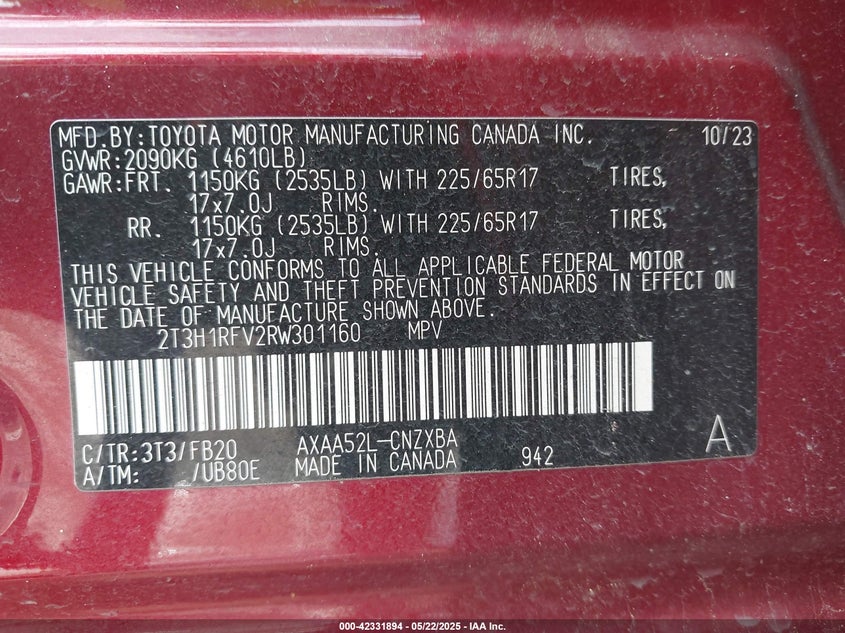 MFD.BY:TOYOTA MOTOR MANUFACTURING CANADA INC. 10/23
GVWR:2090KG (4610LB)
GAWR:FRT. 1150KG (2535LB) WITH 225/65R17 TIRES,
17x7.0J RIMS.
RR. 1150KG (2535LB) WITH 225/65R17 TIRES,
17x7.0J RIMS.
THIS VEHICLE CONFORMS TO ALL APPLICABLE FEDERAL MOTOR
VEHICLE SAFETY AND THEFT PREVENTION STANDARDS IN EFFECT ON
THE DATE OF MANUFACTURE SHOWN ABOVE.
2T3H1RFV2RW301160 MPV
C/TR:3T3/FB20 AXAA52L-CNZXBA A
A/TM: /UB80E MADE IN CANADA 942
000-42331894 - 05/22/2025 - IAA Inc.